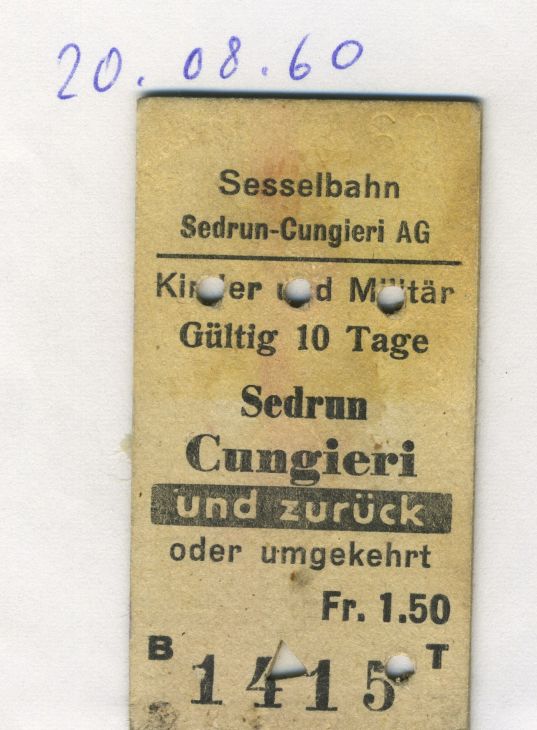 20.08.60
Sesselbahn
Sedrun-Cungieri AG
Kinder und Militär
Gültig 10 Tage
Sedrun
Cungieri
und zurück
oder umgekehrt
Fr. 1.50
B 1415 T